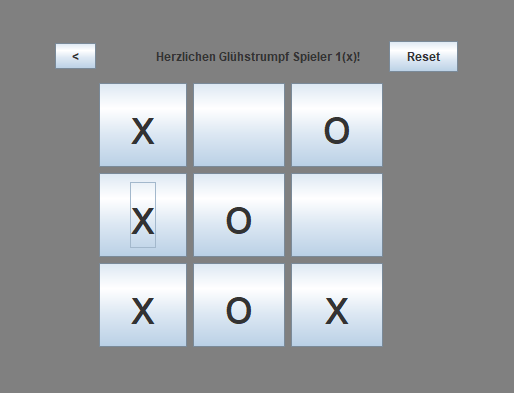 < Herzlichen Glühstrumpf Spieler 1(x)! Reset
X O
X O
X O X